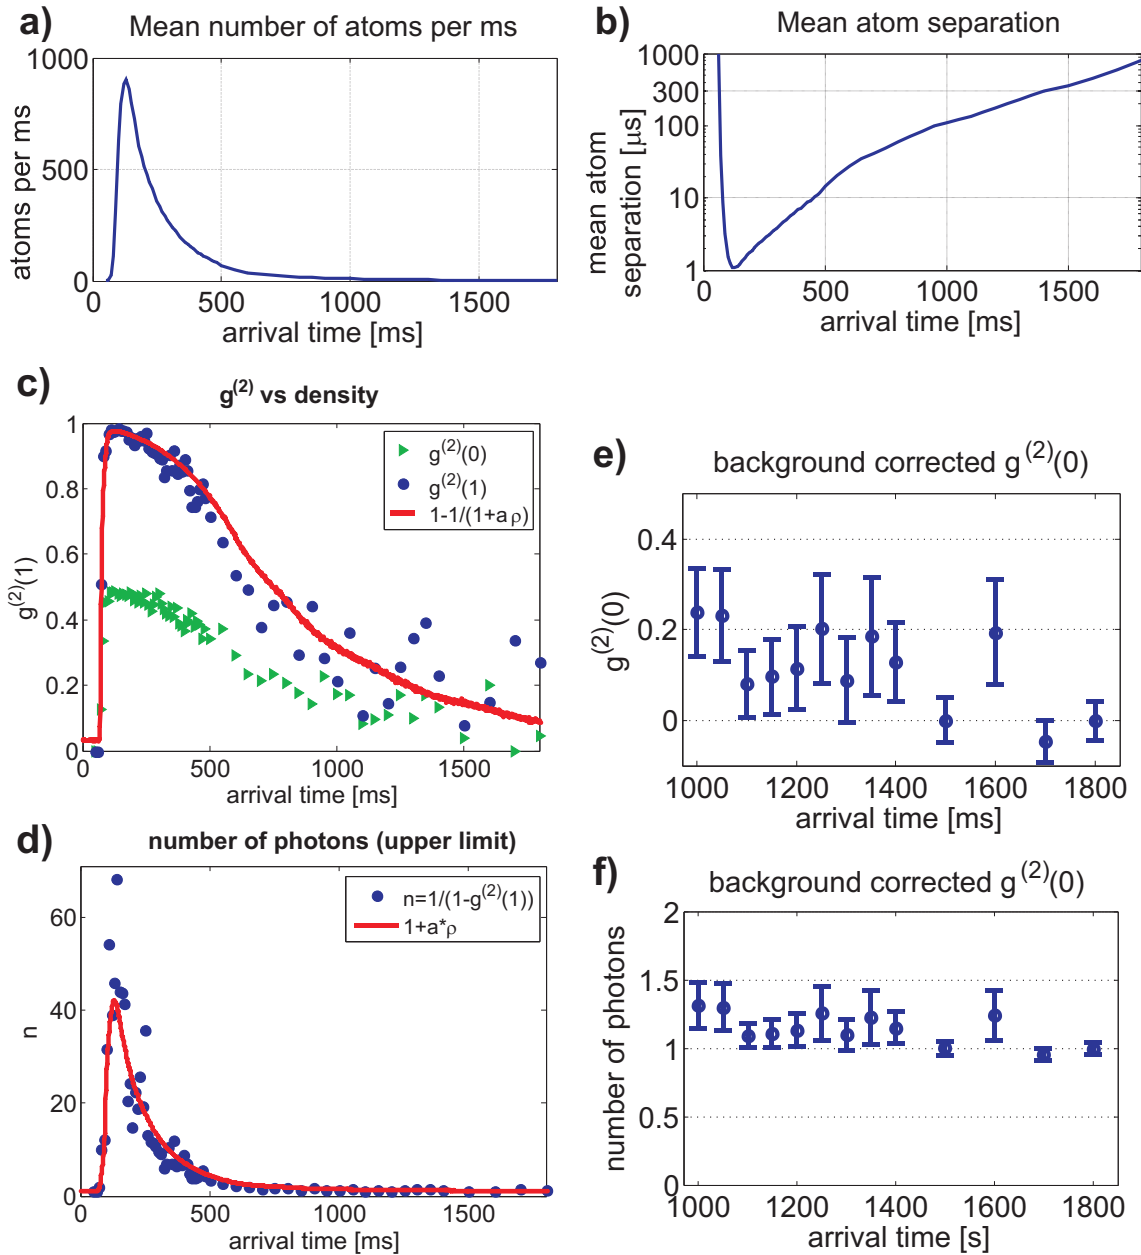 a)
Mean number of atoms per ms
1000
500
0
atoms per ms
0 500 1000 1500
arrival time [ms]
b)
Mean atom separation
1000
300
100
10
1
mean atom
separation [µs]
0 500 1000 1500
arrival time [ms]
c)
g(2) vs density
1
0.8
0.6
0.4
0.2
0
g(2)(1)
g(2)(0)
g(2)(1)
1-1/(1+a ρ)
0 500 1000 1500
arrival time [ms]
d)
number of photons (upper limit)
60
40
20
0
n
n=1/(1-g(2)(1))
1+a*ρ
0 500 1000 1500
arrival time [ms]
e)
background corrected g(2)(0)
0.4
0.2
0
g(2)(0)
1000 1200 1400 1600 1800
arrival time [ms]
f)
background corrected g(2)(0)
2
1.5
1
0.5
0
number of photons
1000 1200 1400 1600 1800
arrival time [s]